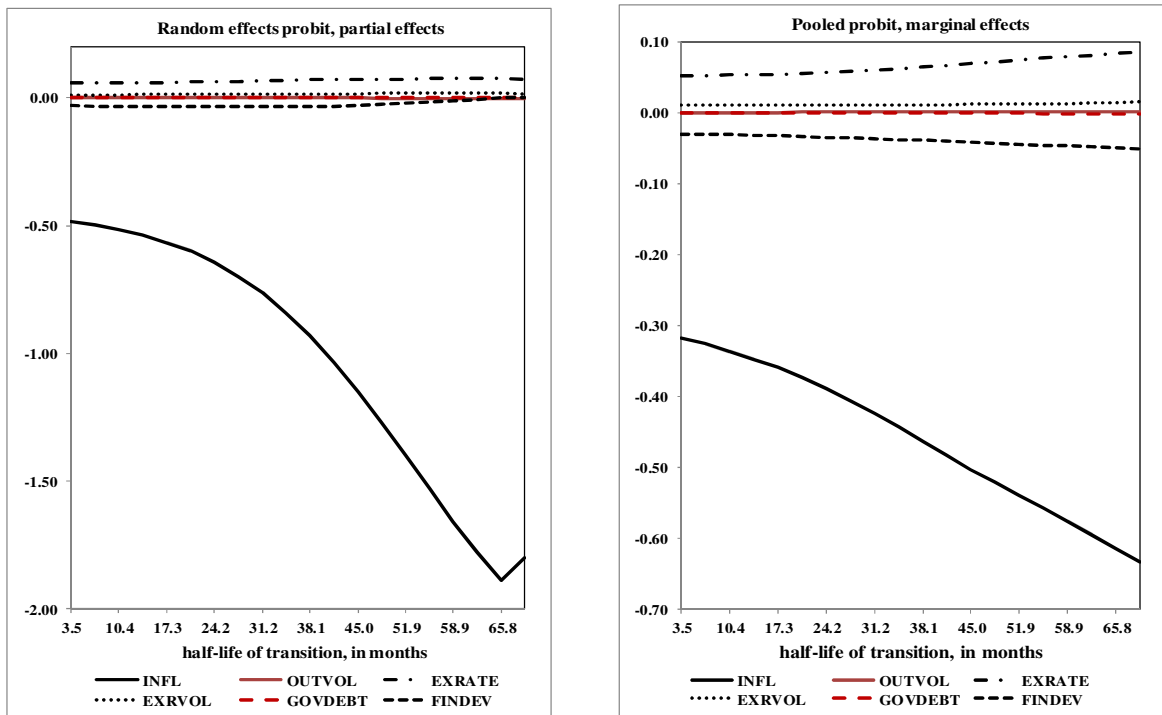 Random effects probit, partial effects
0.00
-0.50
-1.00
-1.50
-2.00
3.5 10.4 17.3 24.2 31.2 38.1 45.0 51.9 58.9 65.8
half-life of transition, in months
INFL OUTVOL EXRATE
EXRVOL GOVDEBT FINDEV
Pooled probit, marginal effects
0.10
0.00
-0.10
-0.20
-0.30
-0.40
-0.50
-0.60
-0.70
3.5 10.4 17.3 24.2 31.2 38.1 45.0 51.9 58.9 65.8
half-life of transition, in months
INFL OUTVOL EXRATE
EXRVOL GOVDEBT FINDEV